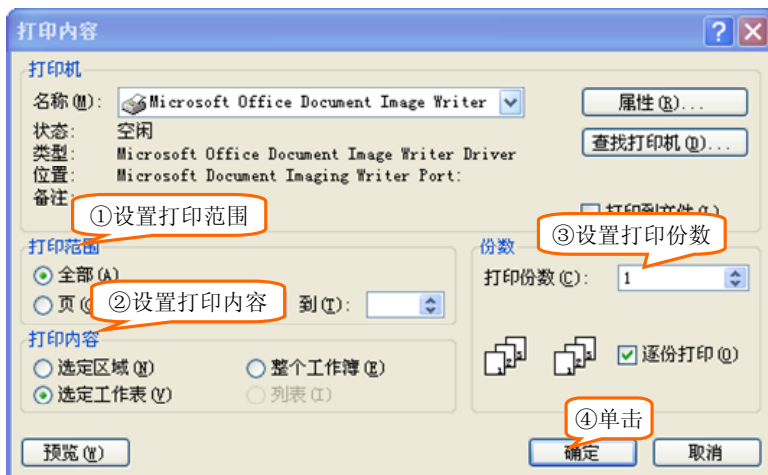 打印内容
打印机
名称(M): Microsoft Office Document Image Writer 属性(R)...
状态: 空闲 查找打印机(D)...
类型: Microsoft Office Document Image Writer Driver
位置: Microsoft Document Imaging Writer Port:
备注:
①设置打印范围
打印到文件(L)
③设置打印份数
打印范围
份数
全部(A)
打印份数(C): 1
页(
②设置打印内容
到(T):
打印内容
选定区域(N) 整个工作簿(E)
逐份打印(O)
选定工作表(V) 列表(I)
④单击
预览(W) 确定 取消